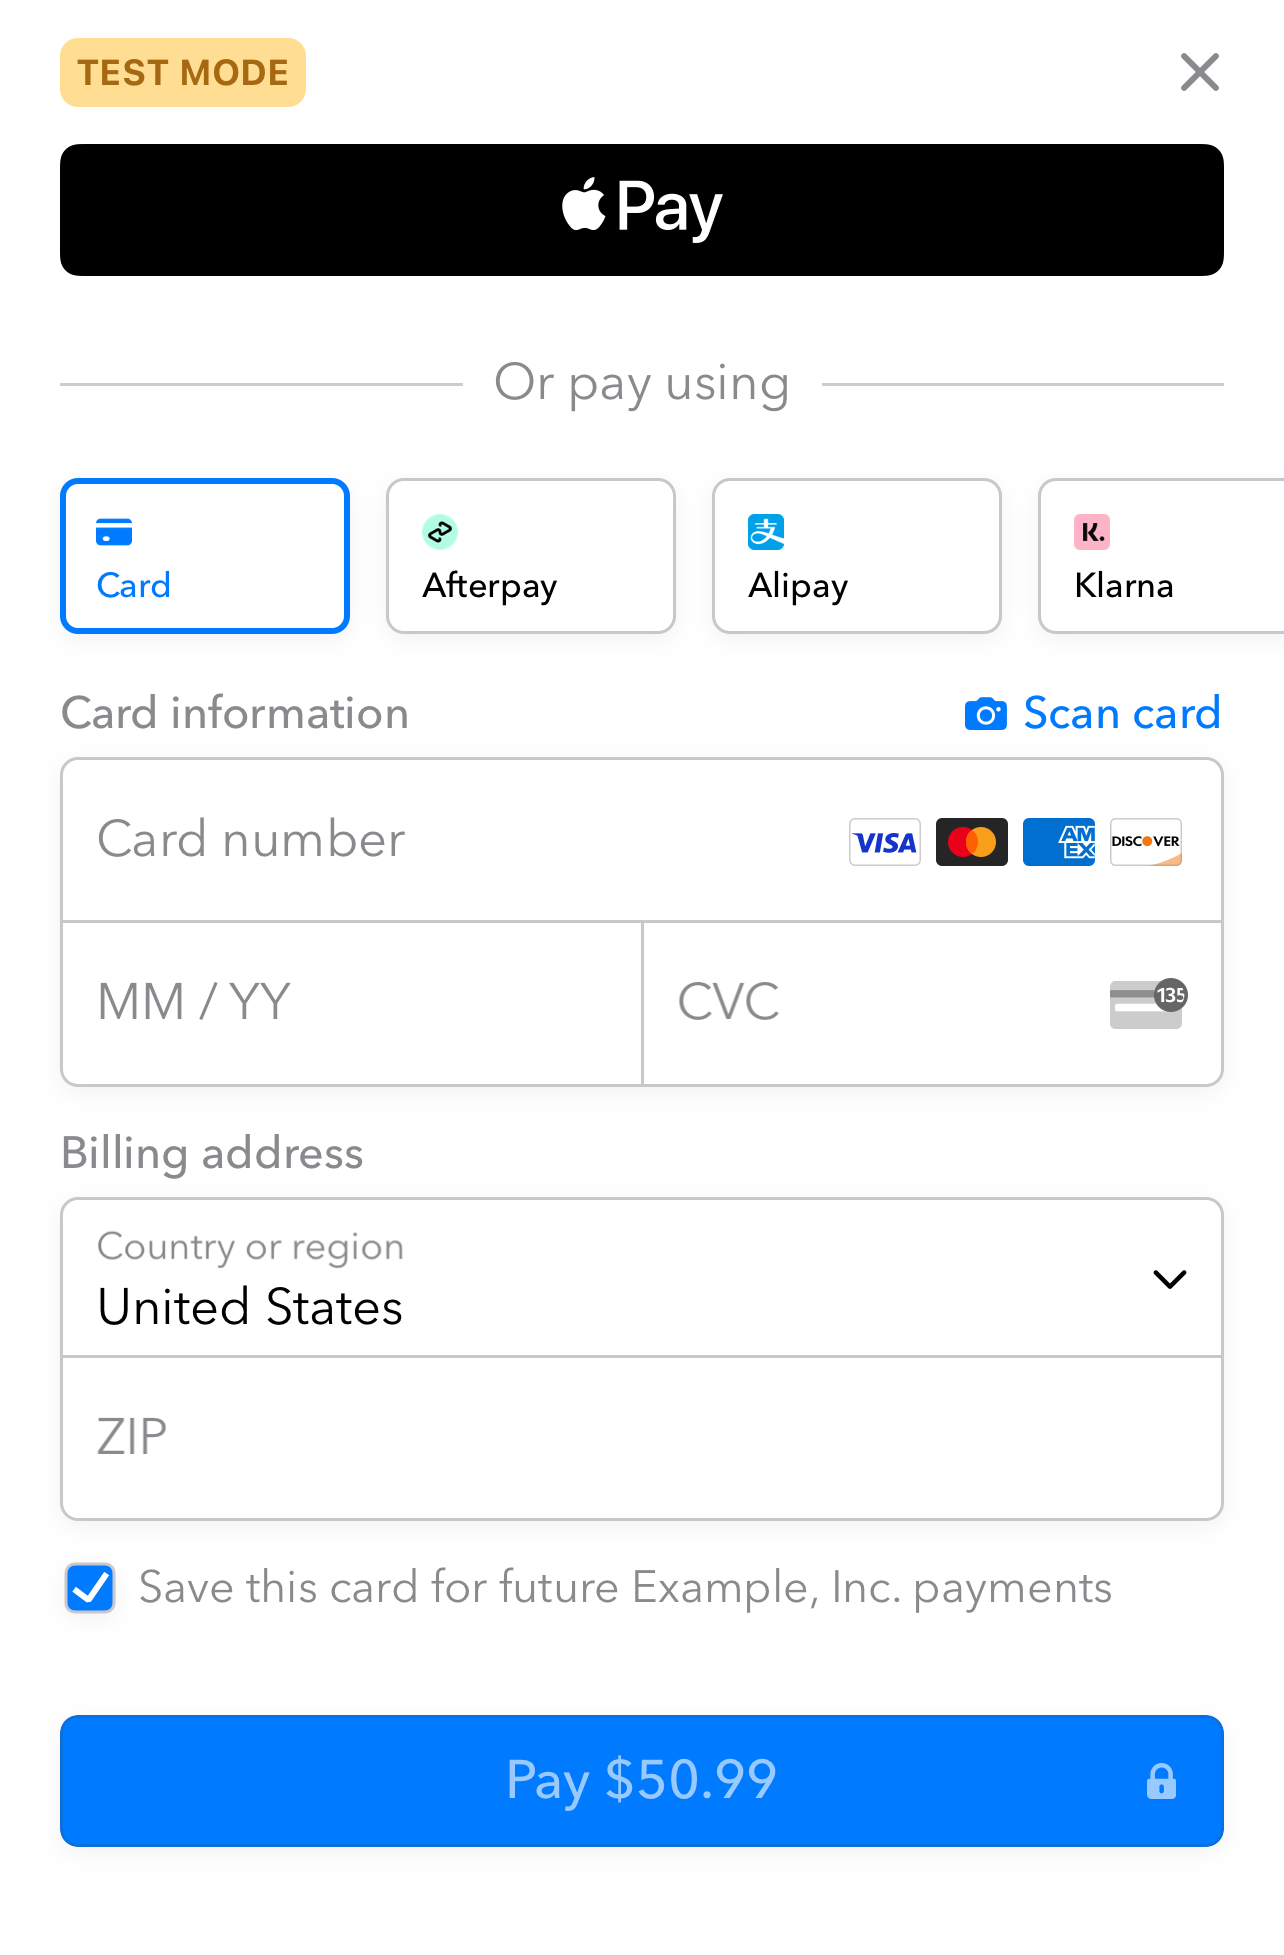 TEST MODE
Pay
Or pay using
Card
Afterpay
支
Alipay
K.
Klarna
Card information
Scan card
Card number
VISA
AM
EX
DISCOVER
MM / YY
CVC
135
Billing address
Country or region
United States
ZIP
Save this card for future Example, Inc. payments
Pay $50.99